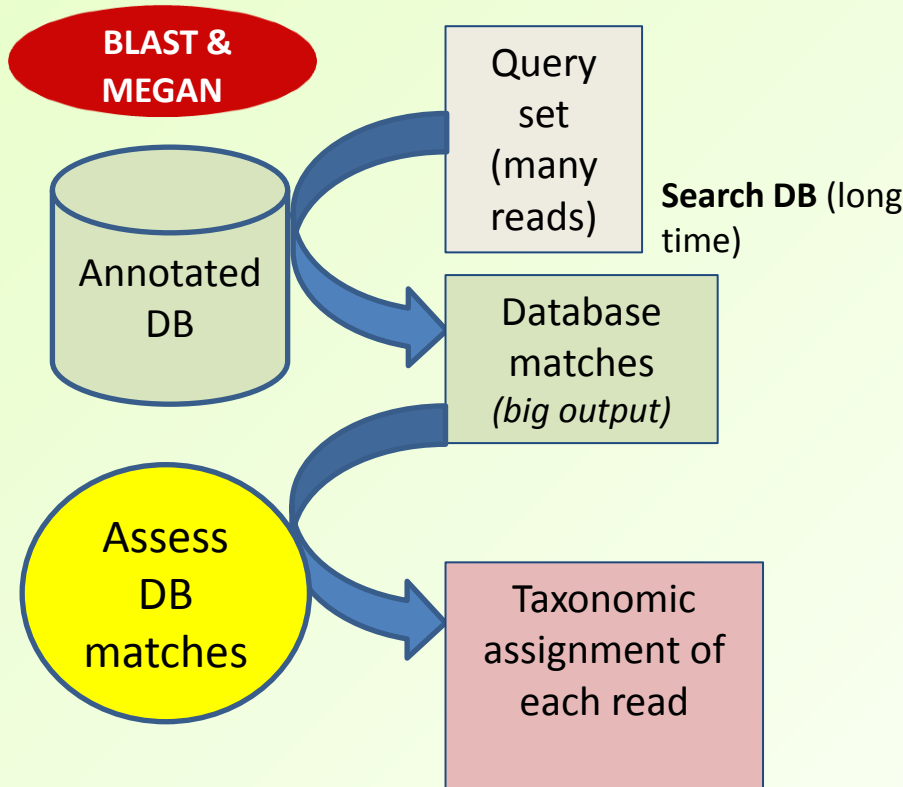 BLAST &
MEGAN
Query
set
(many
reads)
Search DB (long
time)
Annotated
DB
Database
matches
(big output)
Assess
DB
matches
Taxonomic
assignment of
each read